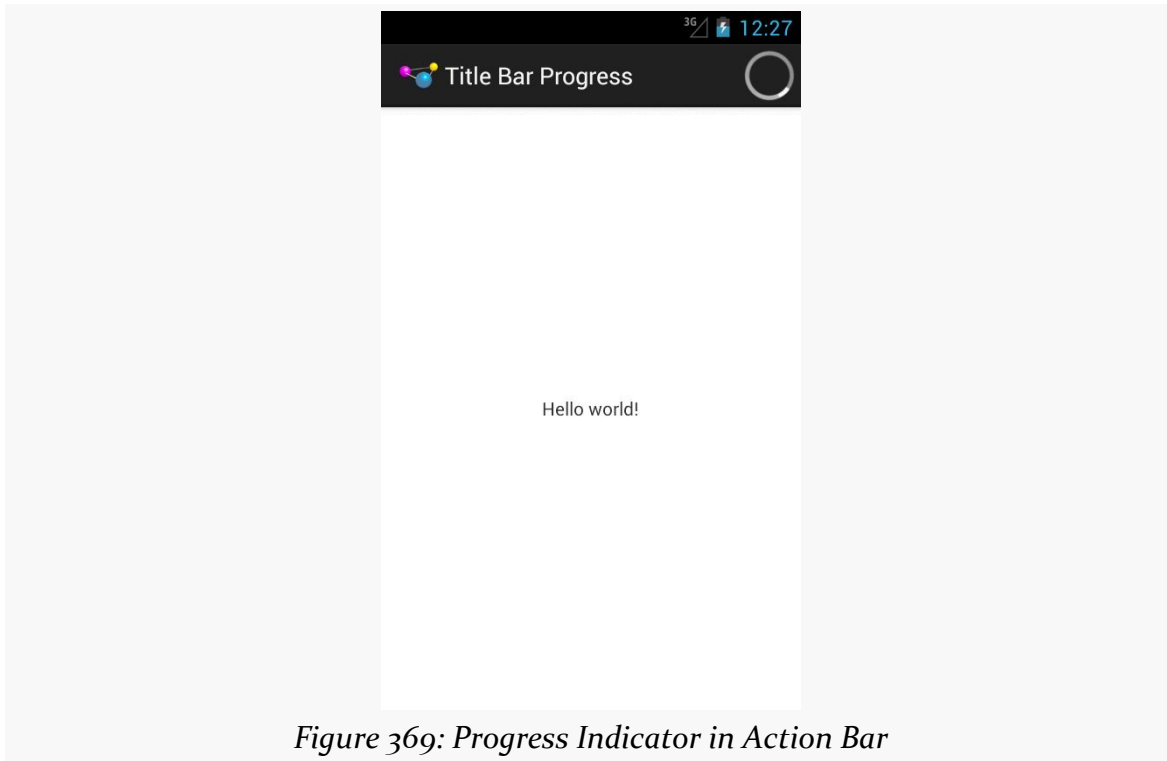 3G 12:27
Title Bar Progress
Hello world!
Figure 369: Progress Indicator in Action Bar